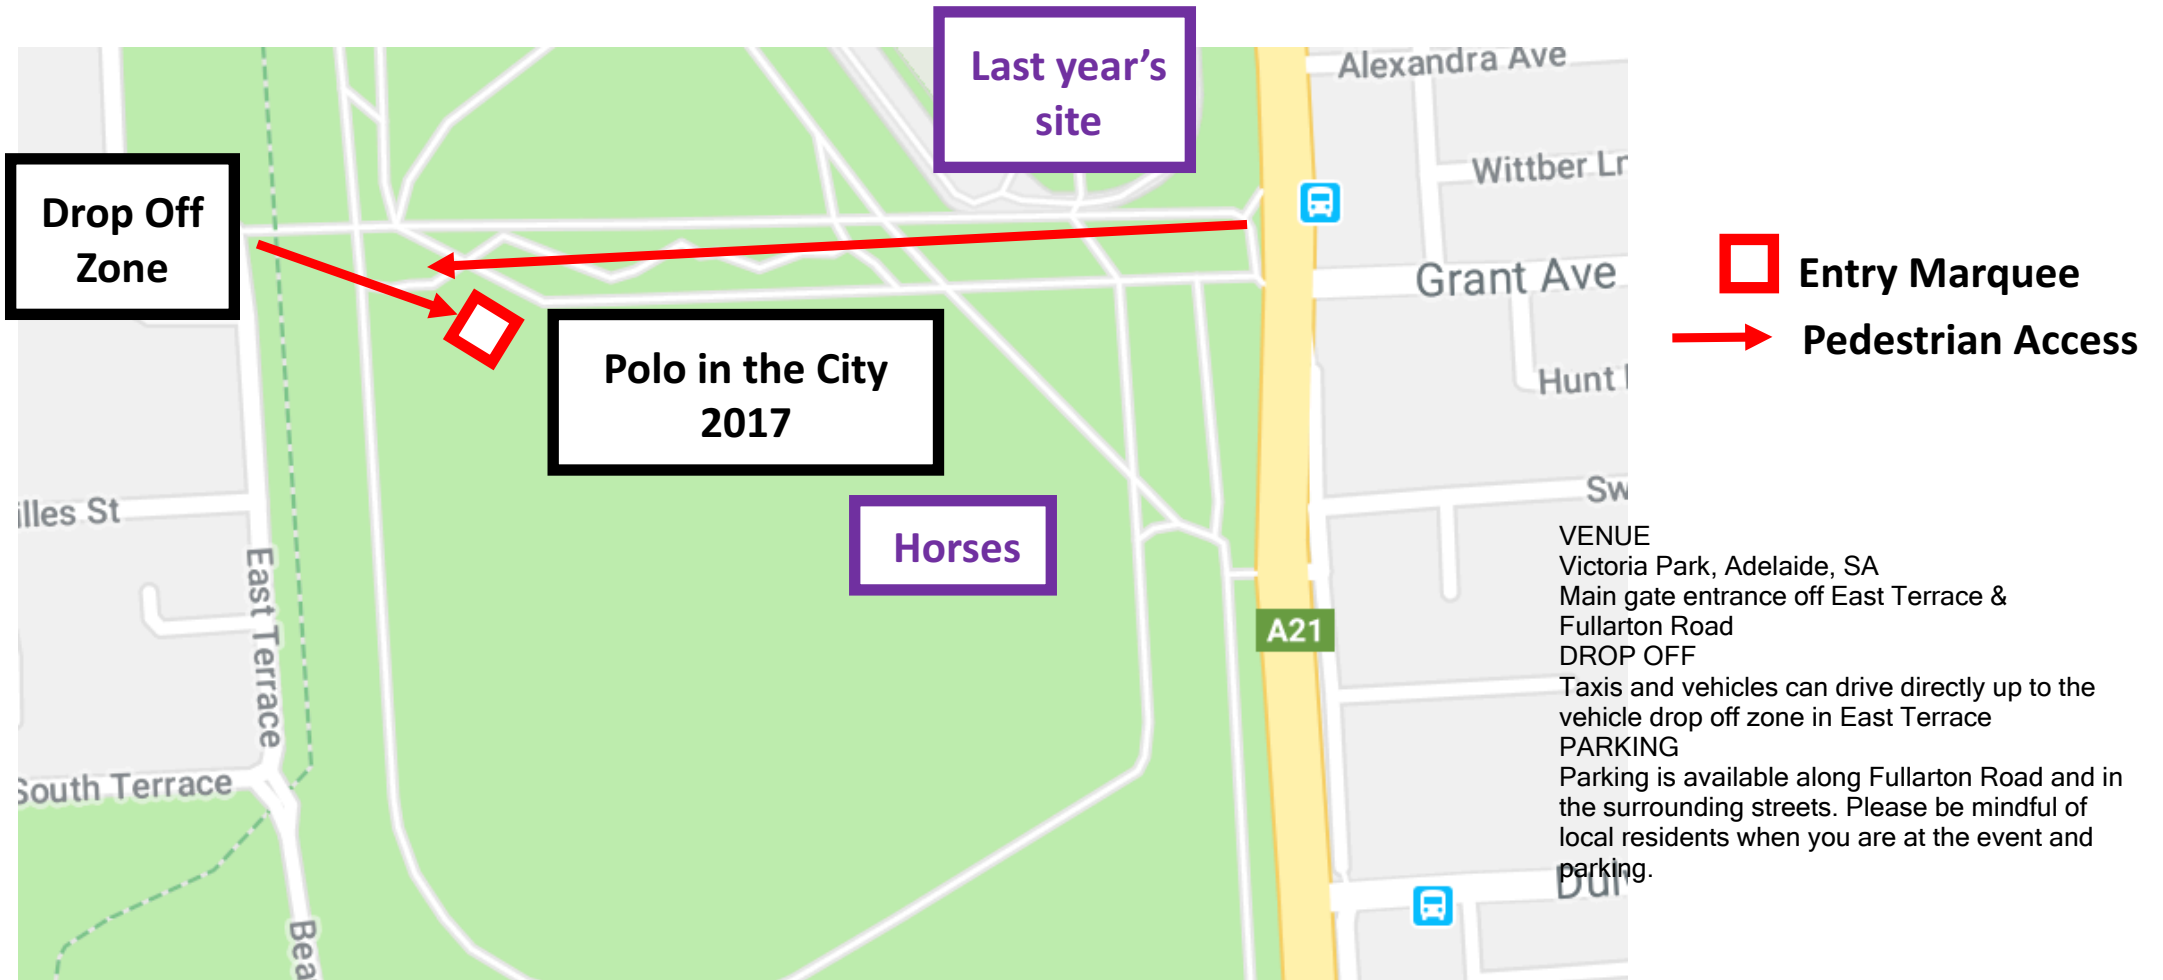 Last year's
site
Alexandra Ave
Wittber Ln
Drop Off
Zone
Grant Ave
Entry Marquee
Pedestrian Access
Polo in the City
2017
Hunt
illes St
Sw
Horses
East Terrace
A21
VENUE
Victoria Park, Adelaide, SA
Main gate entrance off East Terrace &
Fullarton Road
DROP OFF
Taxis and vehicles can drive directly up to the
vehicle drop off zone in East Terrace
PARKING
Parking is available along Fullarton Road and in
the surrounding streets. Please be mindful of
local residents when you are at the event and
parking.
South Terrace
Bea